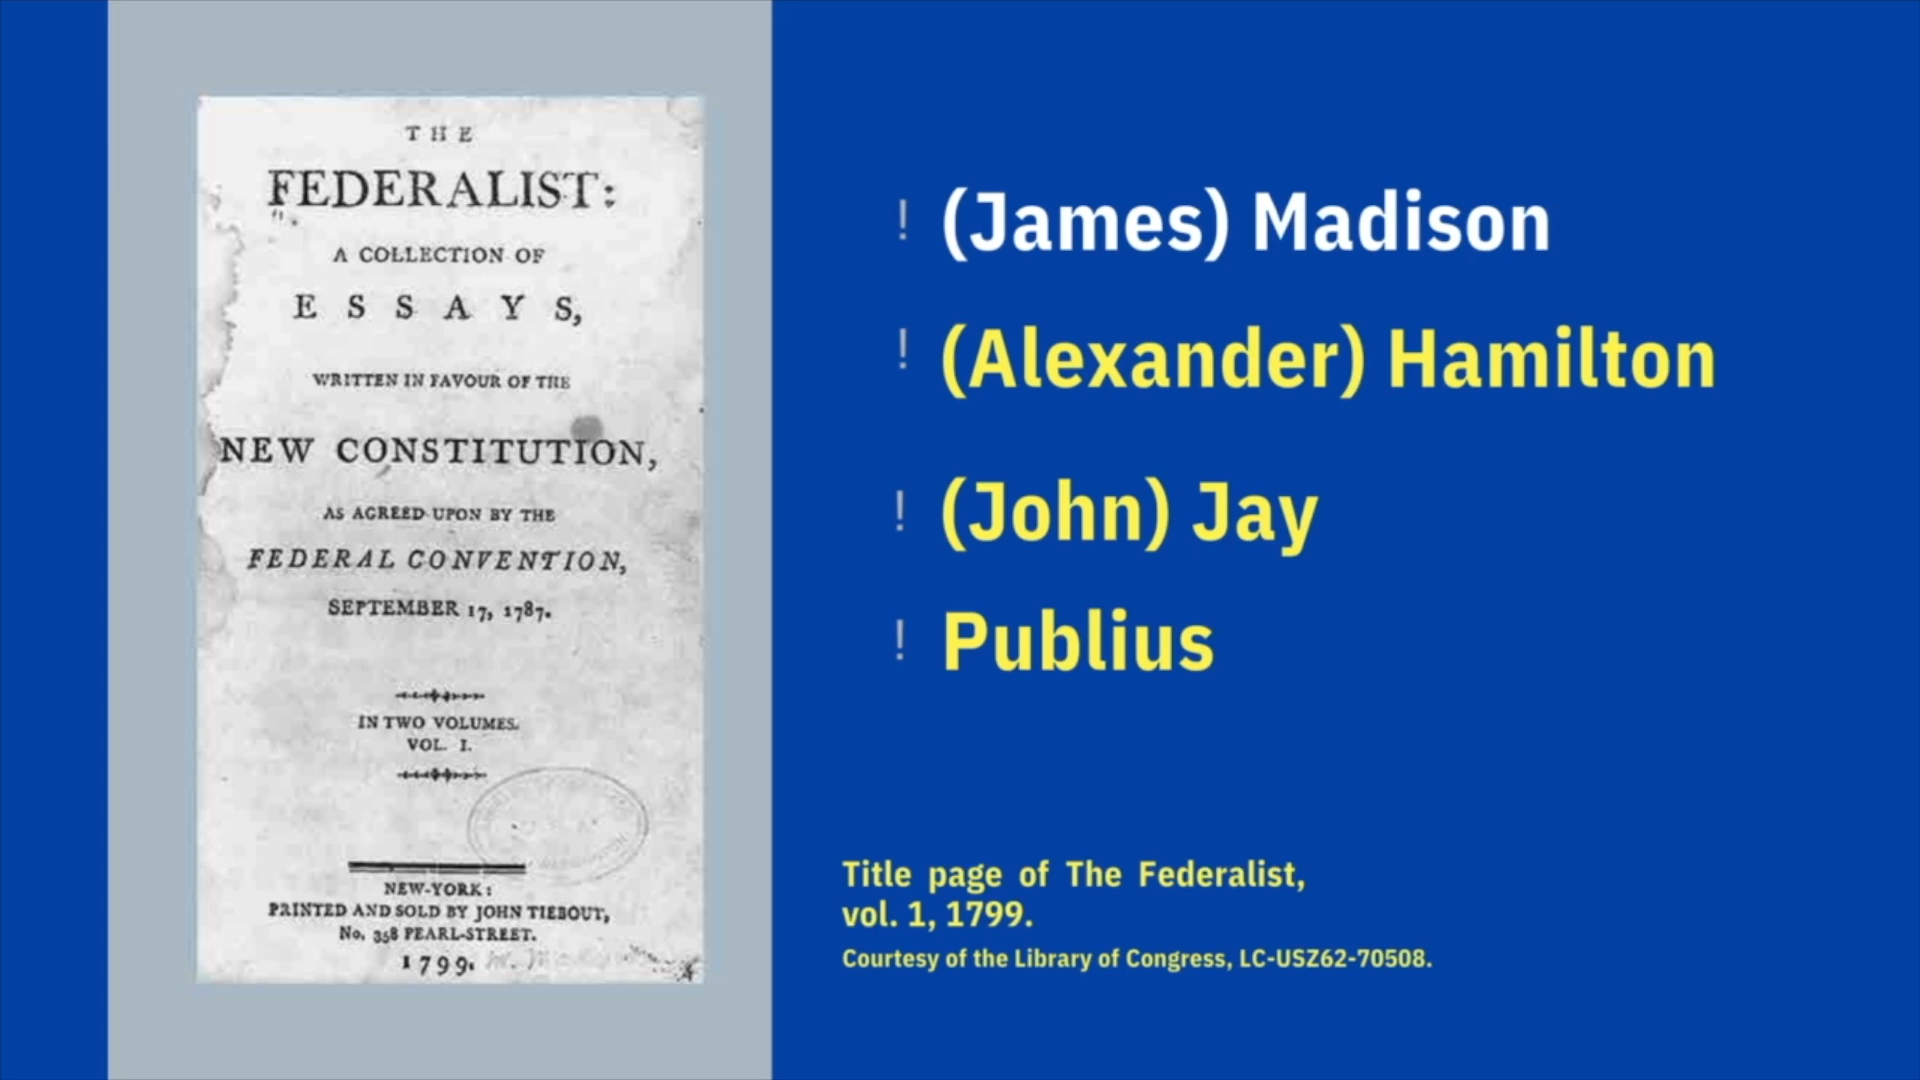 THE
FEDERALIST:
A COLLECTION OF
ESSAYS,
WRITTEN IN FAVOUR OF THE
NEW CONSTITUTION,
AS AGREED UPON BY THE
FEDERAL CONVENTION,
SEPTEMBER 17, 1787.
IN TWO VOLUMES.
VOL. I.
NEW-YORK:
PRINTED AND SOLD BY JOHN TIEBOUT,
No. 358 PEARL-STREET.
1799.
! (James) Madison
! (Alexander) Hamilton
! (John) Jay
! Publius
Title page of The Federalist,
vol. 1, 1799.
Courtesy of the Library of Congress, LC-USZ62-70508.